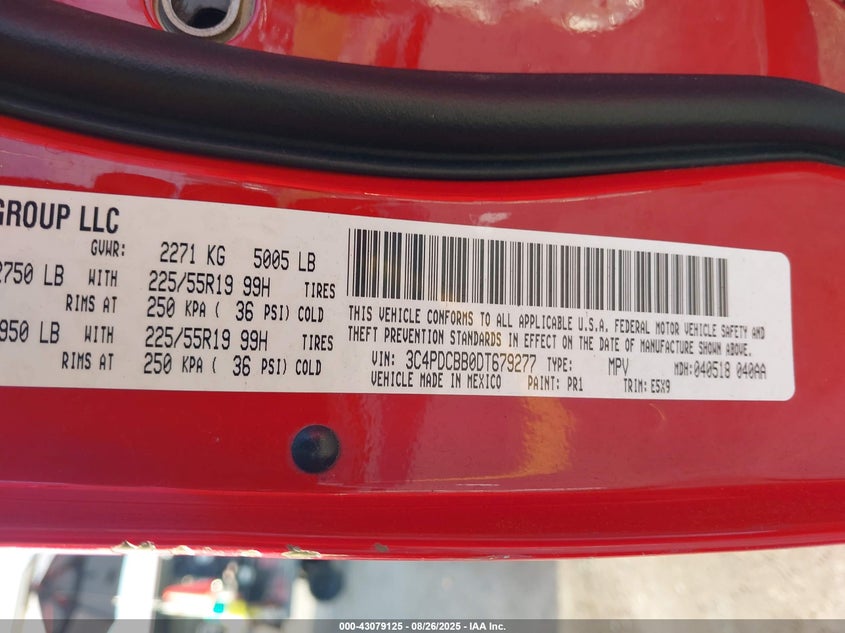 GROUP LLC
GVWR: 2271 KG 5005 LB
2750 LB WITH 225/55R19 99H TIRES
RIMS AT 250 KPA ( 36 PSI) COLD
950 LB WITH 225/55R19 99H TIRES
RIMS AT 250 KPA ( 36 PSI) COLD
THIS VEHICLE CONFORMS TO ALL APPLICABLE U.S.A. FEDERAL MOTOR VEHICLE SAFETY AND
THEFT PREVENTION STANDARDS IN EFFECT ON THE DATE OF MANUFACTURE SHOWN ABOVE.
VIN: 3C4PDCBB0DT679277 TYPE: MPV MDH:040518 040AA
VEHICLE MADE IN MEXICO PAINT: PR1 TRIM: E5X9
000-43079125 | 08/26/2025 | IAA Inc.